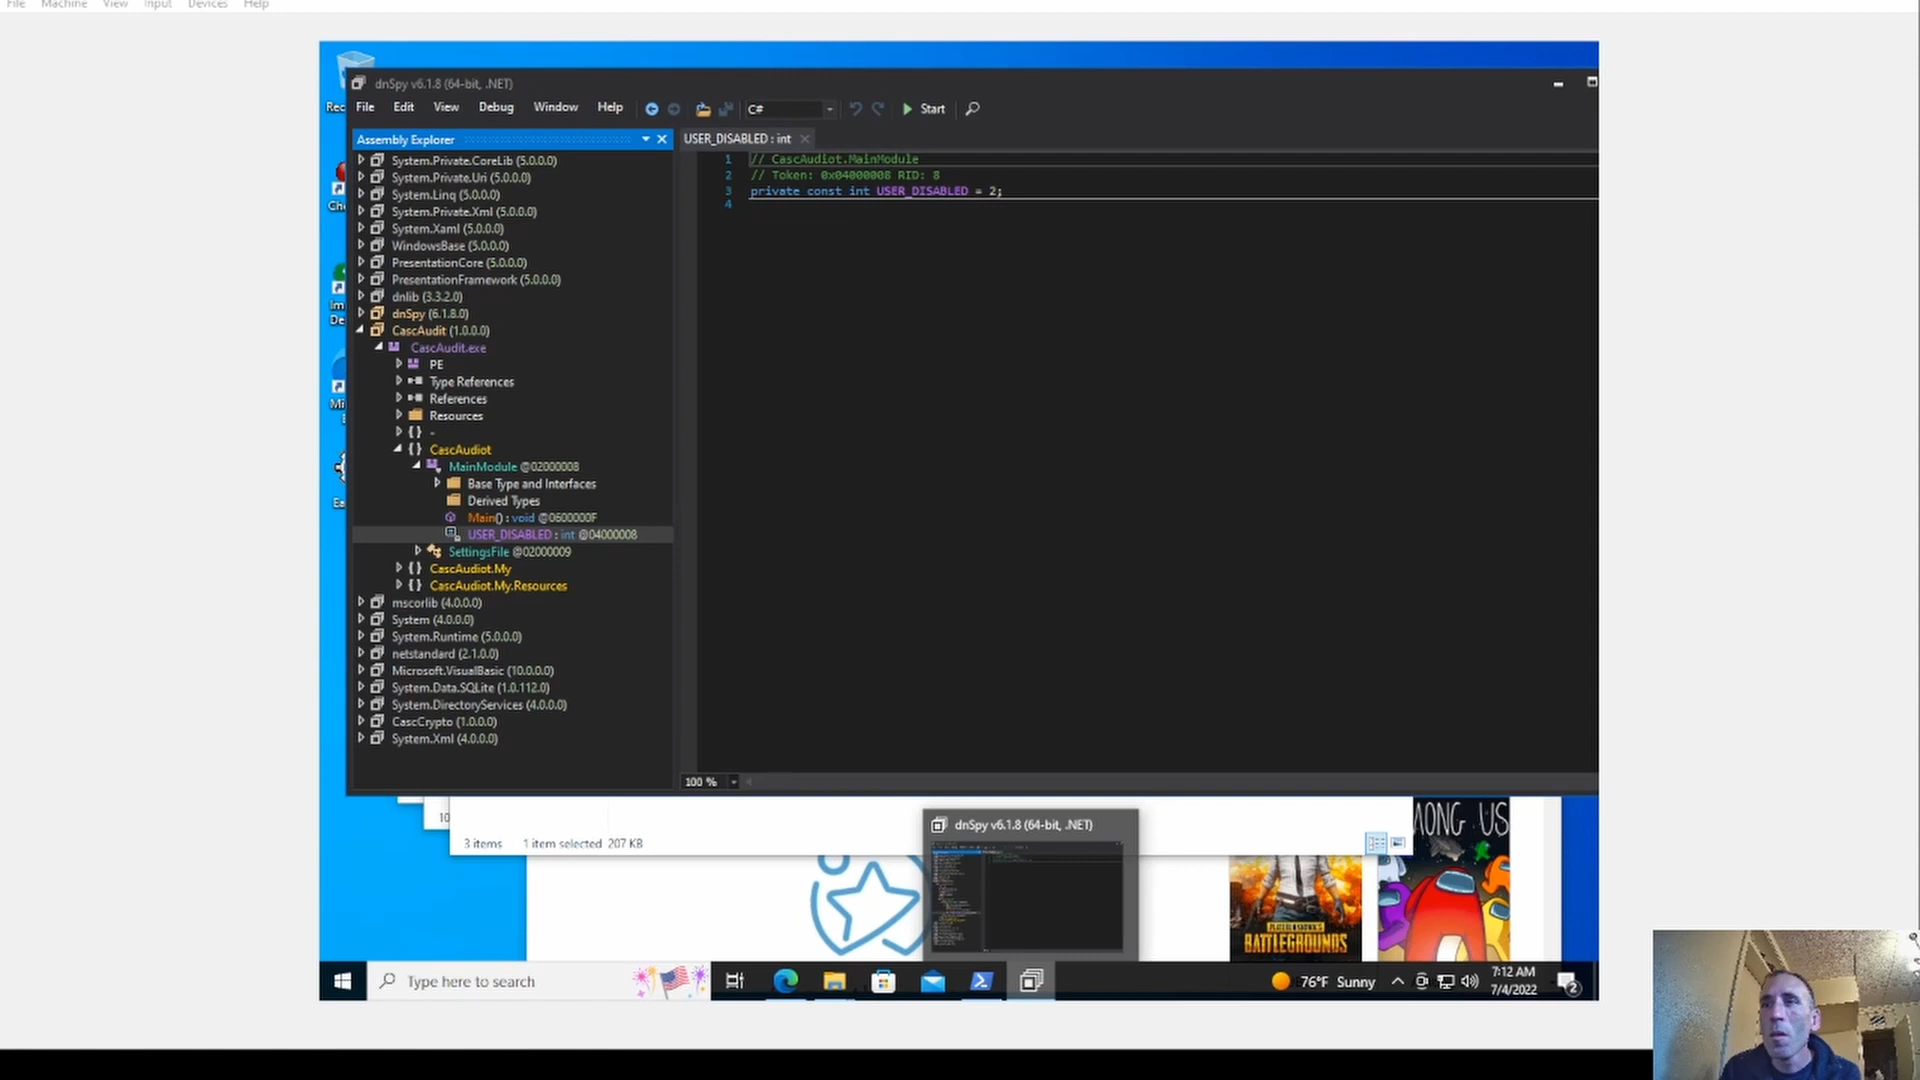 File Machine View Input Devices Help
dnSpy v6.1.8 (64-bit, .NET)
File Edit View Debug Window Help C# Start
Assembly Explorer
USER_DISABLED : int
System.Private.CoreLib (5.0.0.0)
System.Private.Uri (5.0.0.0)
System.Linq (5.0.0.0)
System.Private.Xml (5.0.0.0)
System.Xaml (5.0.0.0)
WindowsBase (5.0.0.0)
PresentationCore (5.0.0.0)
PresentationFramework (5.0.0.0)
dnlib (3.3.2.0)
dnSpy (6.1.8.0)
CascAudit (1.0.0.0)
CascAudit.exe
PE
Type References
References
Resources
{} -
{} CascAudiot
MainModule @02000008
Base Type and Interfaces
Derived Types
Main() : void @0600000F
USER_DISABLED : int @04000008
SettingsFile @02000009
{} CascAudiot.My
{} CascAudiot.My.Resources
mscorlib (4.0.0.0)
System (4.0.0.0)
System.Runtime (5.0.0.0)
netstandard (2.1.0.0)
Microsoft.VisualBasic (10.0.0.0)
System.Data.SQLite (1.0.112.0)
System.DirectoryServices (4.0.0.0)
CascCrypto (1.0.0.0)
System.Xml (4.0.0.0)
1 // CascAudiot.MainModule
2 // Token: 0x04000008 RID: 8
3 private const int USER_DISABLED = 2;
4
100 %
Rec
Ch
Im
De
Mi
E
Ea
10
3 items 1 item selected 207 KB
dnSpy v6.1.8 (64-bit, .NET)
AMONG US
BATTLEGROUNDS
Type here to search
76°F Sunny
7:12 AM
7/4/2022
2